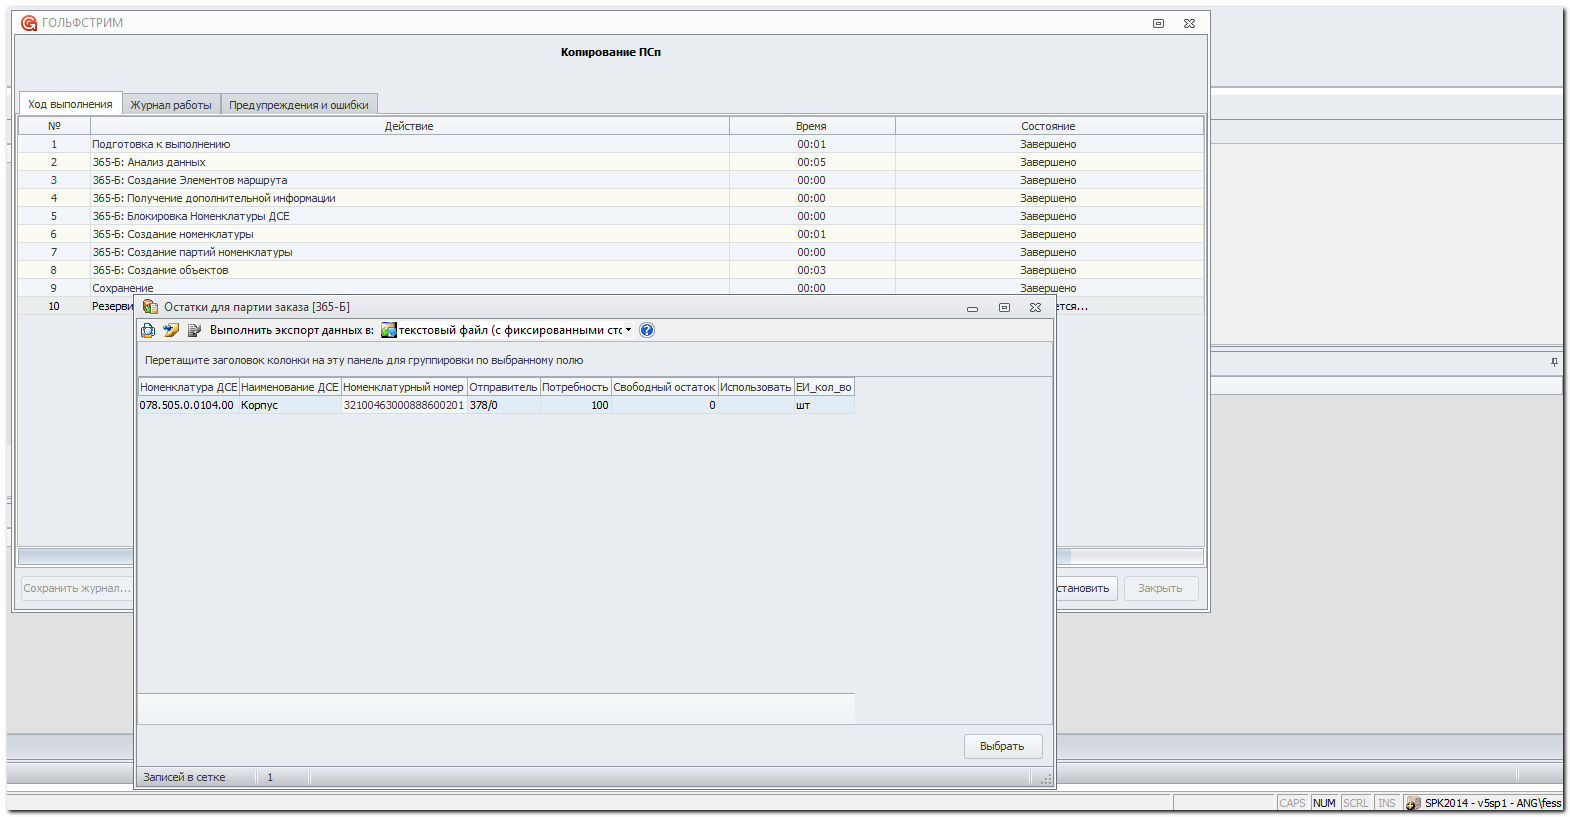 ГОЛЬФСТРИМ
Копирование ПСп
Ход выполнения Журнал работы Предупреждения и ошибки
№ Действие Время Состояние
1 Подготовка к выполнению 00:01 Завершено
2 365-Б: Анализ данных 00:05 Завершено
3 365-Б: Создание Элементов маршрута 00:00 Завершено
4 365-Б: Получение дополнительной информации 00:00 Завершено
5 365-Б: Блокировка Номенклатуры ДСЕ 00:00 Завершено
6 365-Б: Создание номенклатуры 00:01 Завершено
7 365-Б: Создание партий номенклатуры 00:00 Завершено
8 365-Б: Создание объектов 00:03 Завершено
9 Сохранение 00:00 Завершено
10 Резерви ется...
Остатки для партии заказа [365-Б]
Выполнить экспорт данных в: текстовый файл (с фиксированными стс
Перетащите заголовок колонки на эту панель для группировки по выбранному полю
Номенклатура ДСЕ Наименование ДСЕ Номенклатурный номер Отправитель Потребность Свободный остаток Использовать ЕИ_кол_во
078.505.0.0104.00 Корпус 32100463000888600201 378/0 100 0 шт
Сохранить журнал... становить Закрыть
Выбрать
Записей в сетке 1
CAPS NUM SCRL INS SPK2014 - v5sp1 - ANG\fess